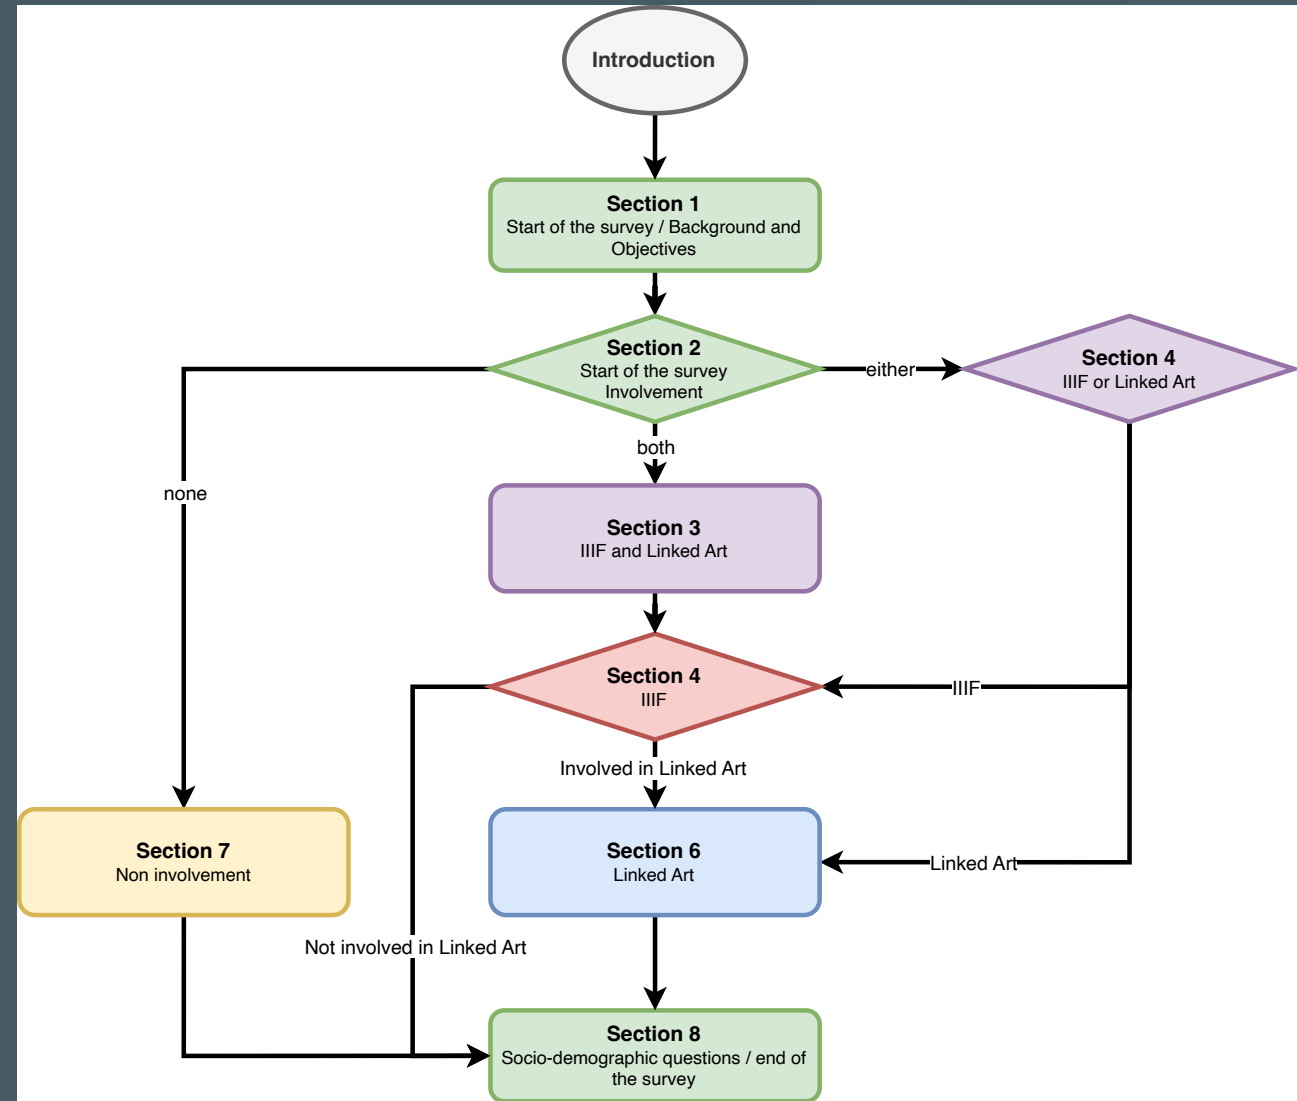 Introduction
Section 1
Start of the survey / Background and
Objectives
Section 2
Start of the survey
Involvement
either
Section 4
IIIF or Linked Art
both
none
Section 3
IIIF and Linked Art
Section 4
IIIF
IIIF
Involved in Linked Art
Section 7
Non involvement
Section 6
Linked Art
Linked Art
Not involved in Linked Art
Section 8
Socio-demographic questions / end of
the survey